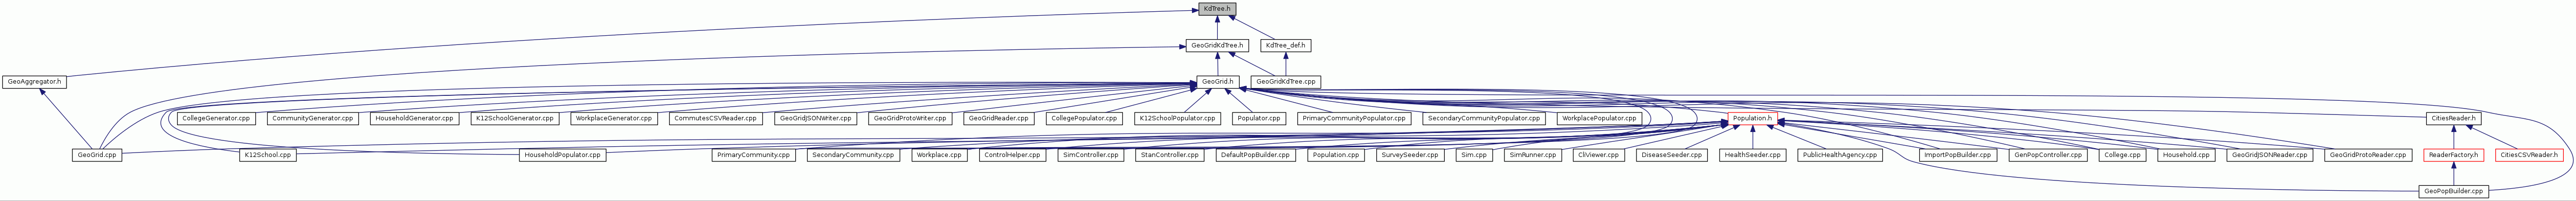 KdTree.h
GeoGridKdTree.h
KdTree_def.h
GeoAggregator.h
GeoGrid.h
GeoGridKdTree.cpp
CollegeGenerator.cpp
CommunityGenerator.cpp
HouseholdGenerator.cpp
K12SchoolGenerator.cpp
WorkplaceGenerator.cpp
CommutesCSVReader.cpp
GeoGridJSONWriter.cpp
GeoGridProtoWriter.cpp
GeoGridReader.cpp
CollegePopulator.cpp
K12SchoolPopulator.cpp
Populator.cpp
PrimaryCommunityPopulator.cpp
SecondaryCommunityPopulator.cpp
WorkplacePopulator.cpp
Population.h
CitiesReader.h
GeoGrid.cpp
K12School.cpp
HouseholdPopulator.cpp
PrimaryCommunity.cpp
SecondaryCommunity.cpp
Workplace.cpp
ControlHelper.cpp
SimController.cpp
StanController.cpp
DefaultPopBuilder.cpp
Population.cpp
SurveySeeder.cpp
Sim.cpp
SimRunner.cpp
CliViewer.cpp
DiseaseSeeder.cpp
HealthSeeder.cpp
PublicHealthAgency.cpp
ImportPopBuilder.cpp
GenPopController.cpp
College.cpp
Household.cpp
GeoGridJSONReader.cpp
GeoGridProtoReader.cpp
ReaderFactory.h
CitiesCSVReader.h
GeoPopBuilder.cpp